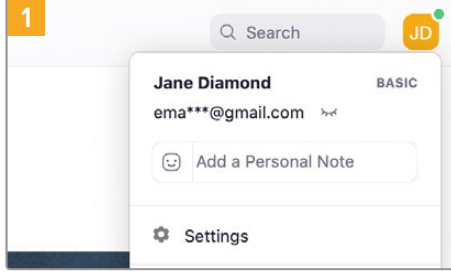 1
Search
JD
Jane Diamond BASIC
ema***@gmail.com
Add a Personal Note
Settings